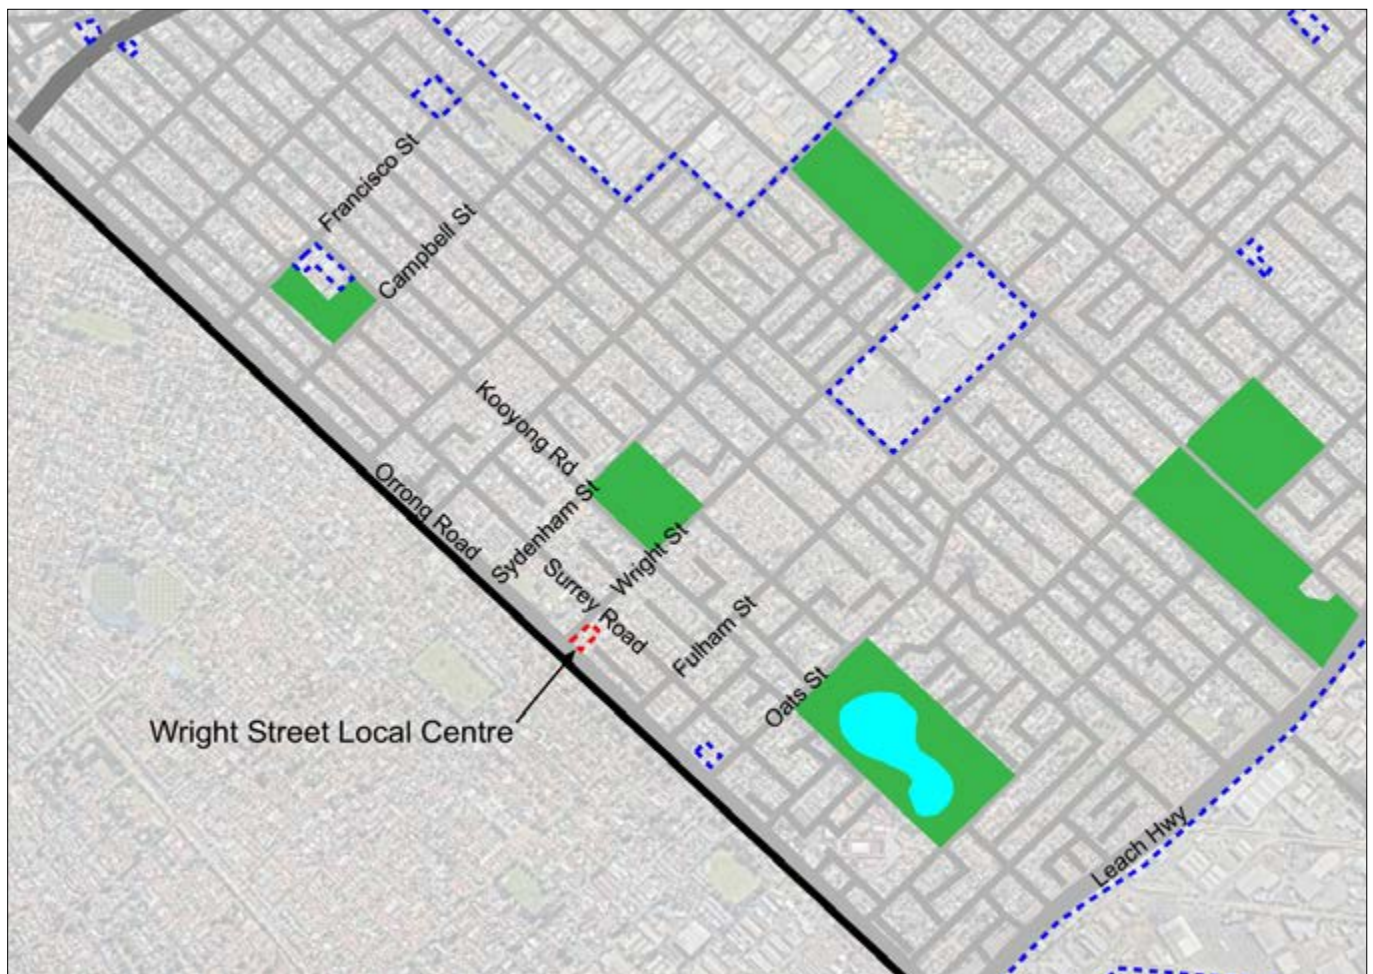 Francisco St
Campbell St
Kooyong Rd
Orrong Road
Sydenham St
Wright St
Surrey Road
Fulham St
Oats St
Wright Street Local Centre
Leach Hwy